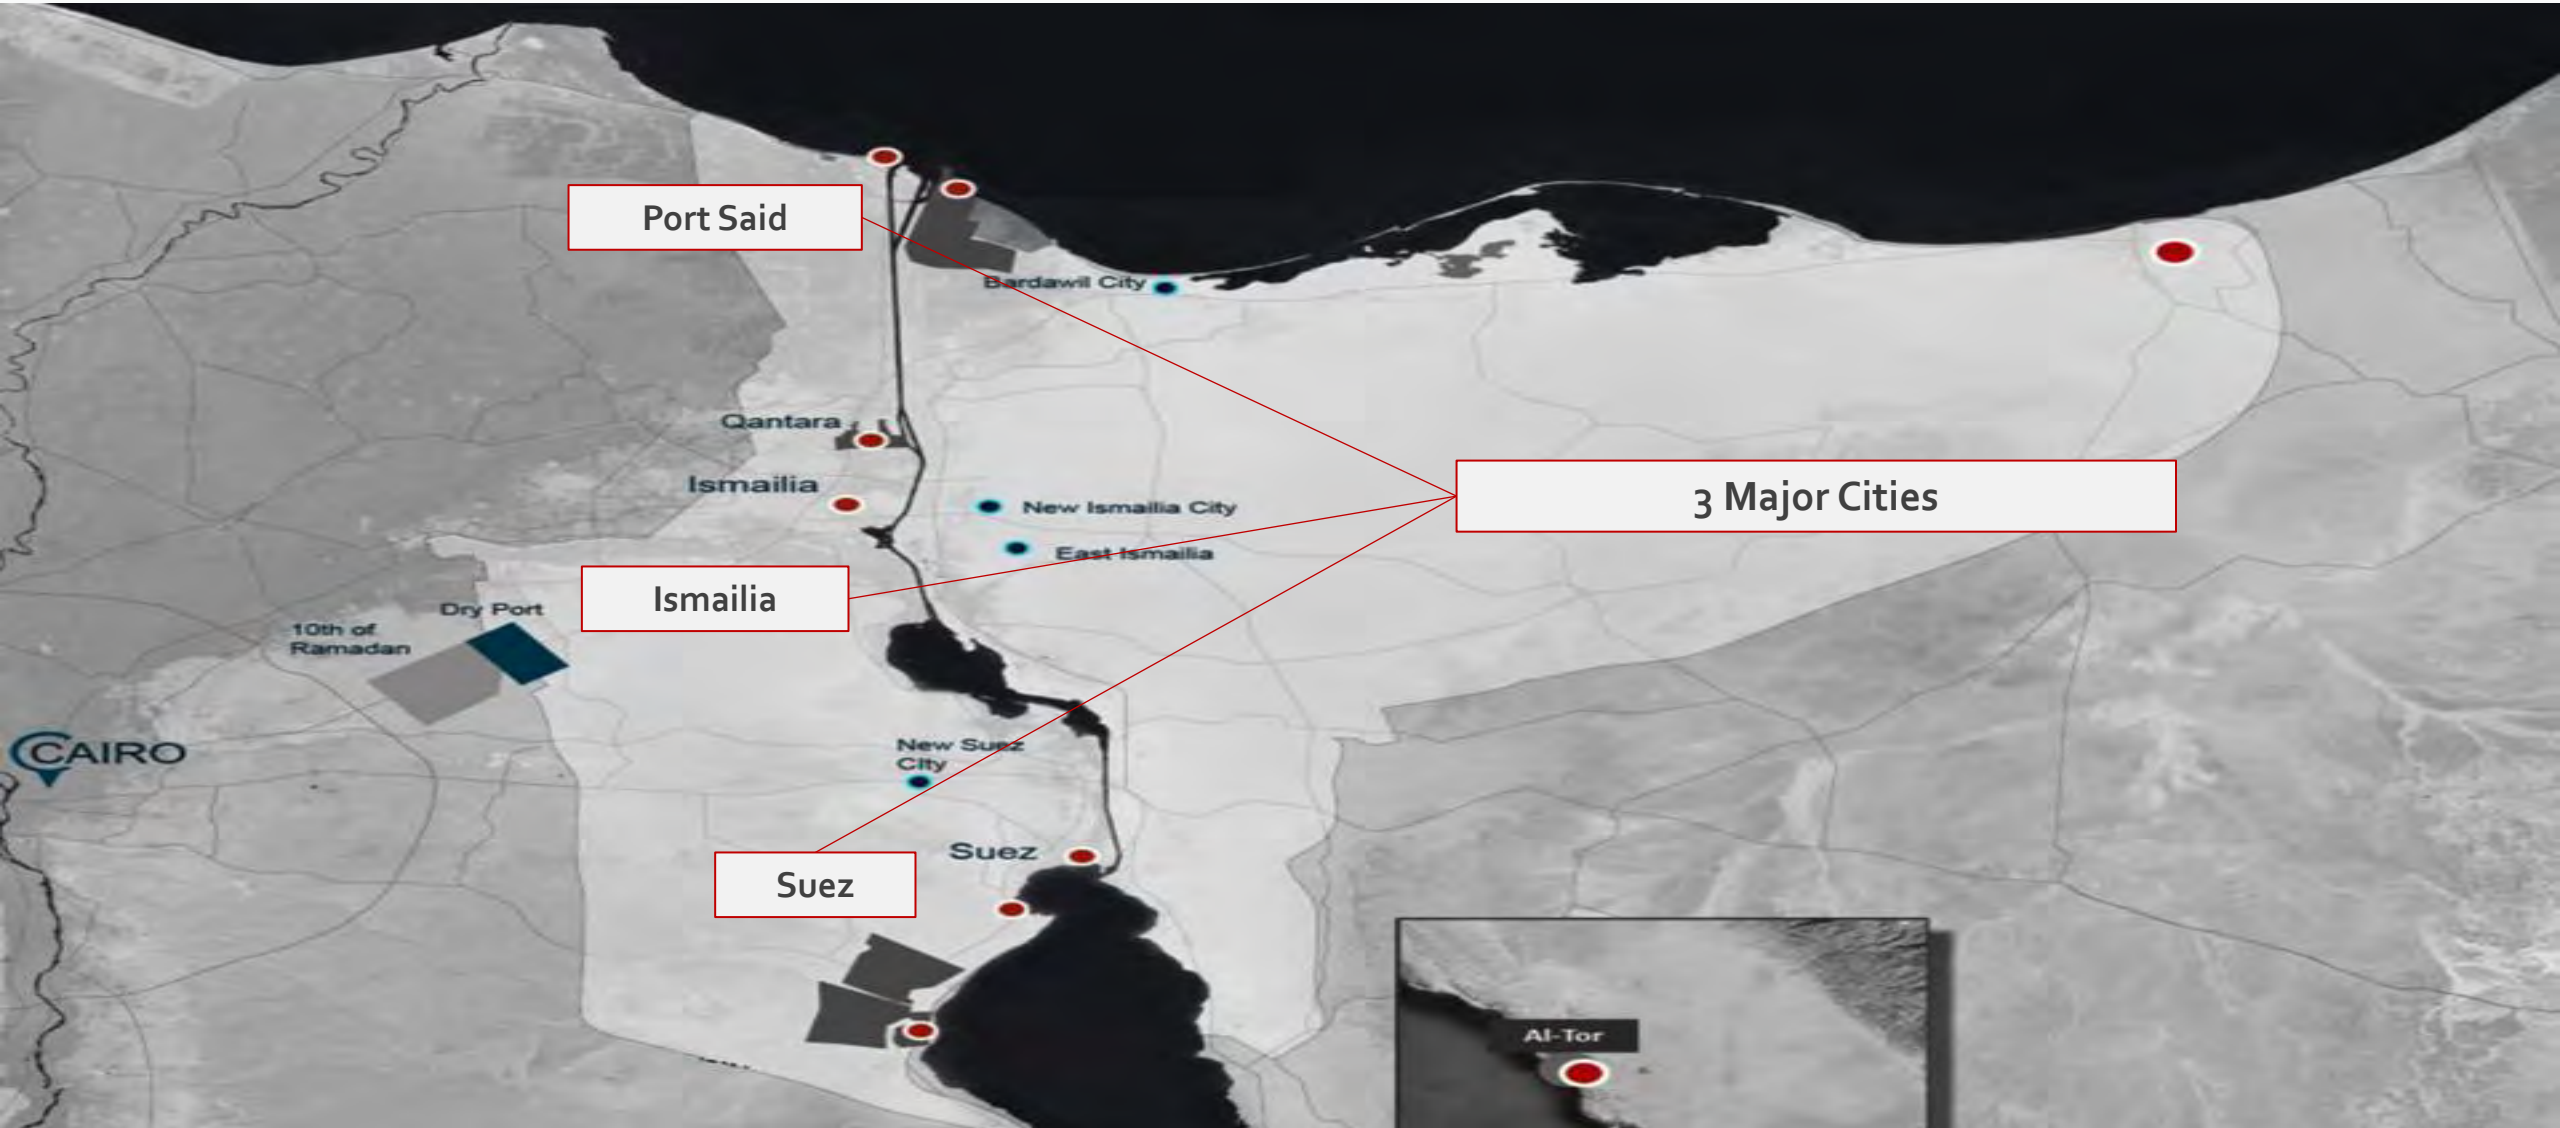 Port Said
Bardawil City
Qantara
Ismailia
3 Major Cities
New Ismailia City
East Ismailia
Ismailia
Dry Port
10th of
Ramadan
CAIRO
New Suez
City
Suez
Suez
Al-Tor